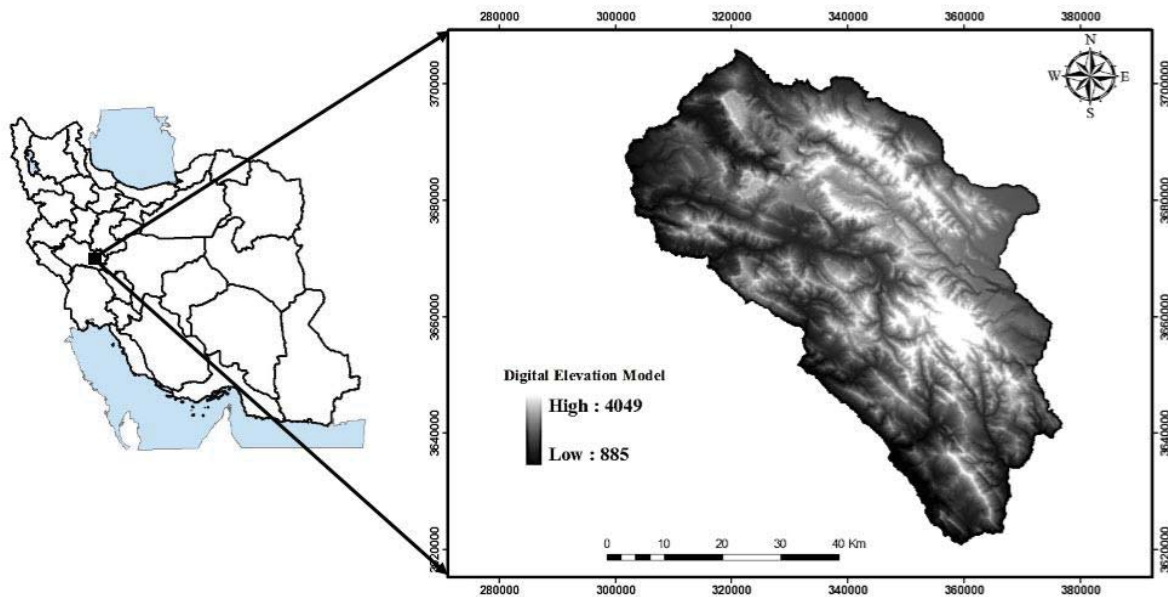 280000 300000 320000 340000 360000 380000
N
W E
S
3700000 3700000
3680000 3680000
3660000 3660000
Digital Elevation Model
High : 4049
Low : 885
3640000 3640000
0 10 20 30 40 Km
3620000 3620000
280000 300000 320000 340000 360000 380000